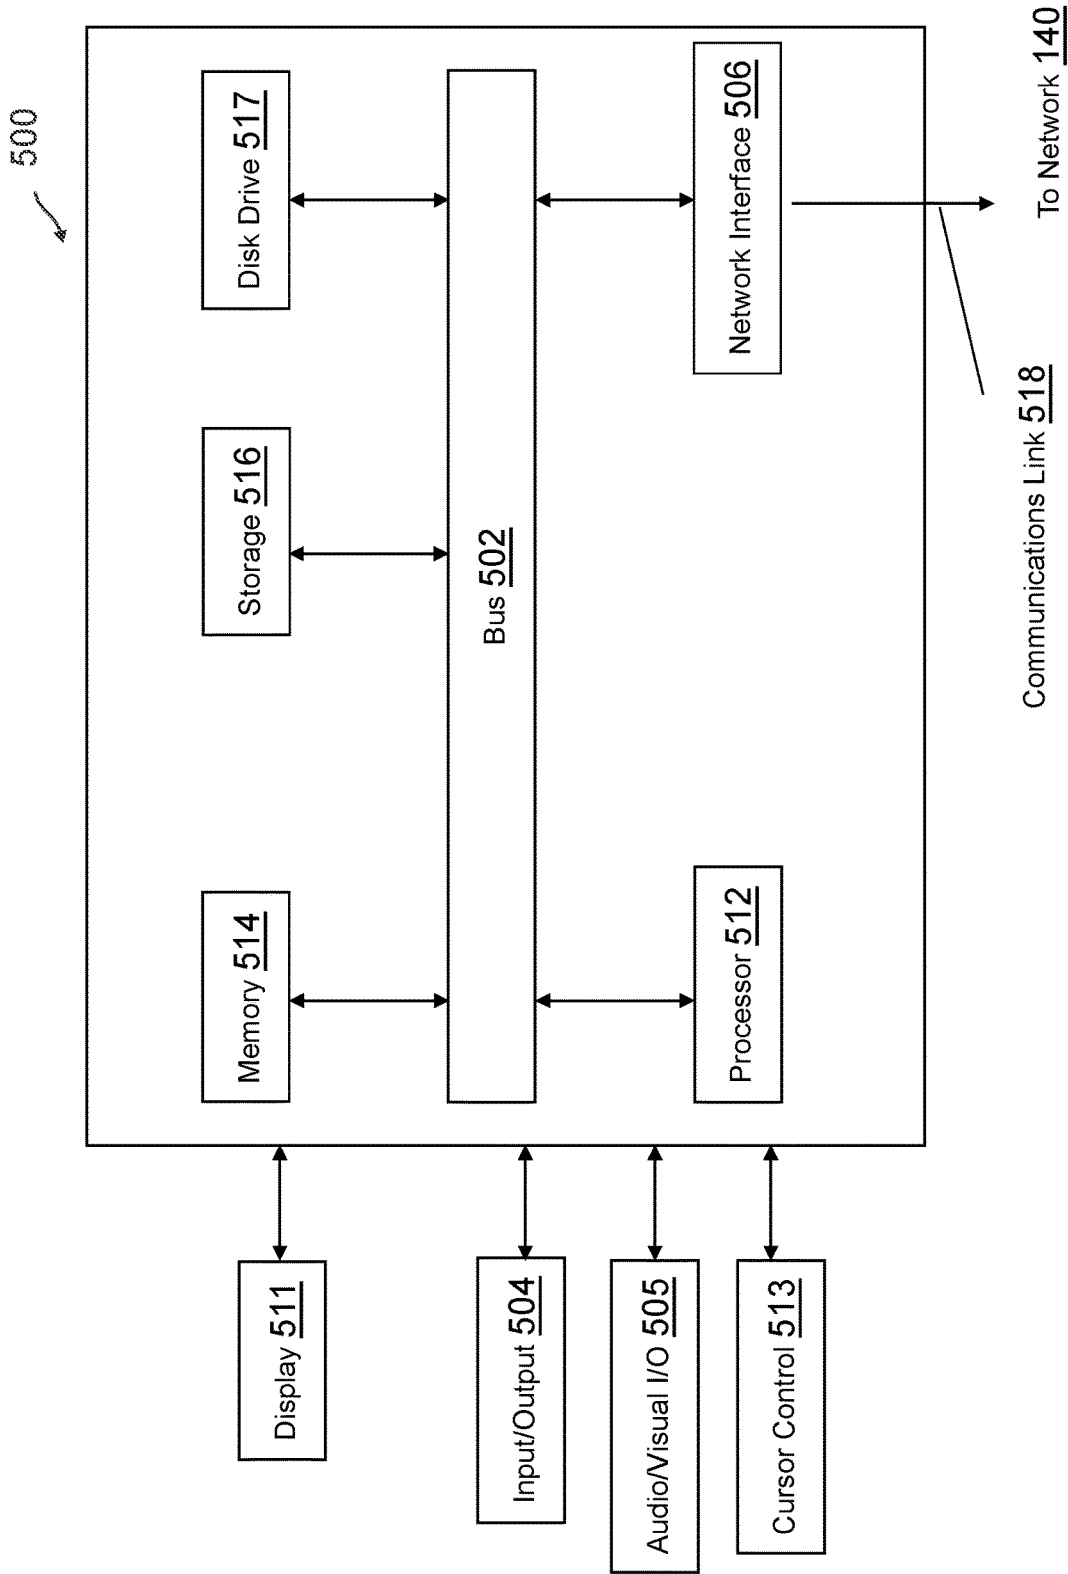 500
Display 511
Memory 514
Storage 516
Disk Drive 517
Input/Output 504
Bus 502
Audio/Visual I/O 505
Cursor Control 513
Processor 512
Network Interface 506
Communications Link 518
To Network 140